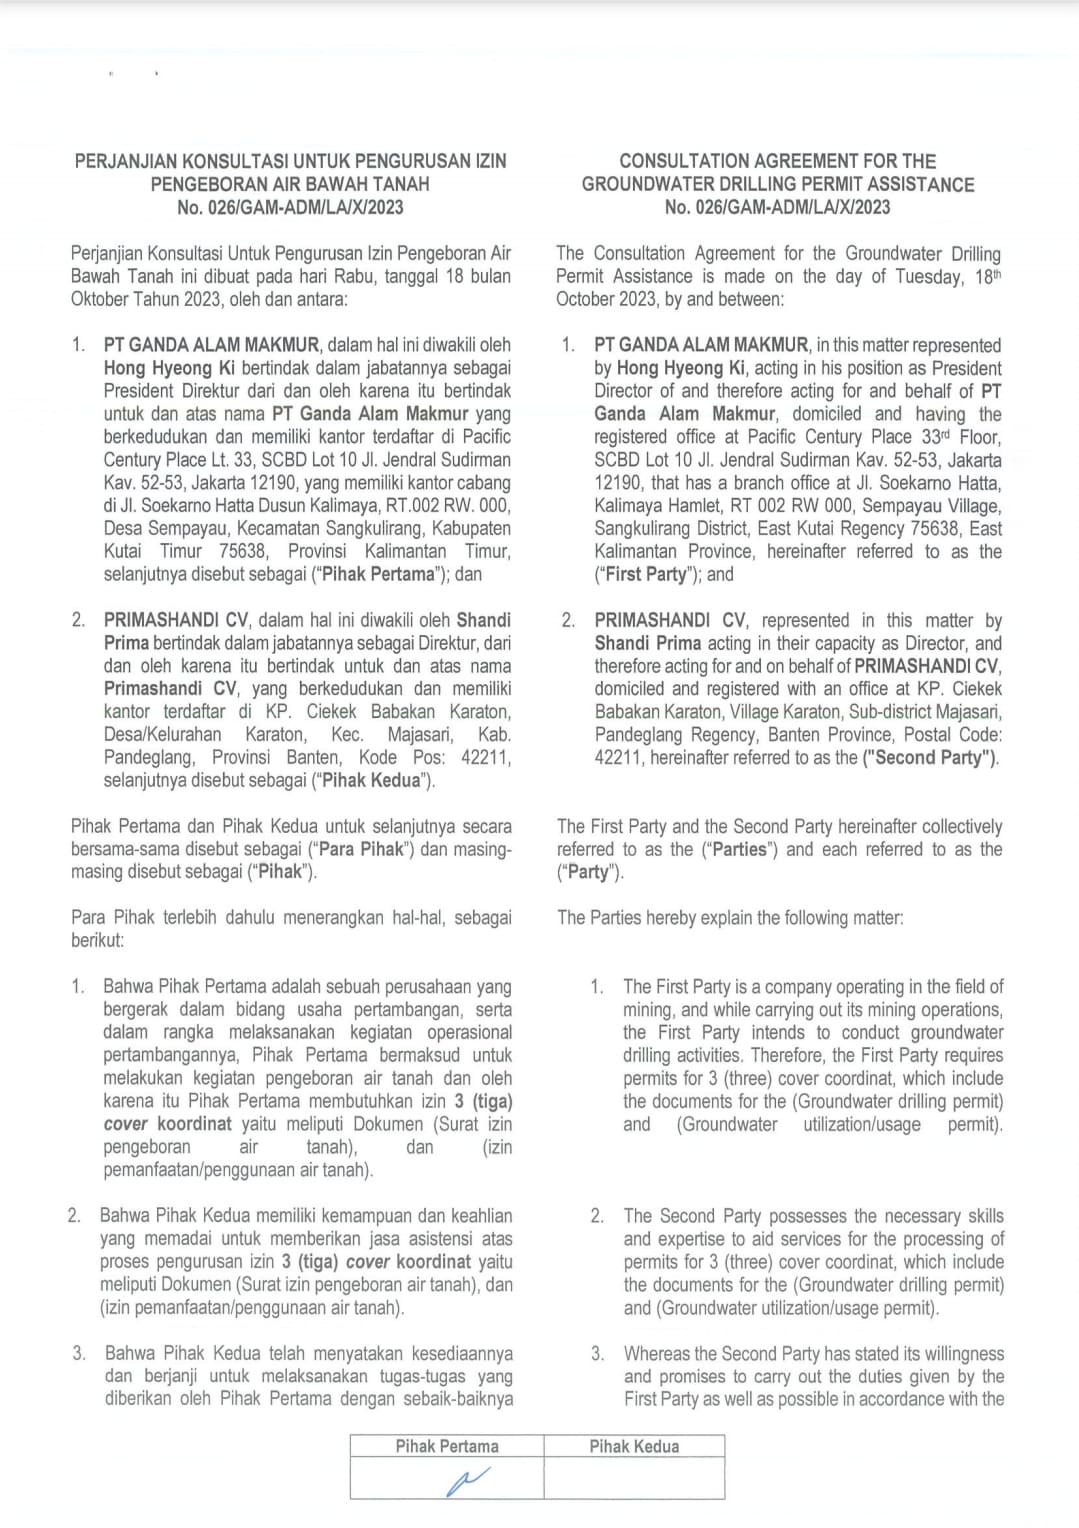 PERJANJIAN KONSULTASI UNTUK PENGURUSAN IZIN
PENGEBORAN AIR BAWAH TANAH
No. 026/GAM-ADM/LA/X/2023
Perjanjian Konsultasi Untuk Pengurusan Izin Pengeboran Air
Bawah Tanah ini dibuat pada hari Rabu, tanggal 18 bulan
Oktober Tahun 2023, oleh dan antara:
1. PT GANDA ALAM MAKMUR, dalam hal ini diwakili oleh
Hong Hyeong Ki bertindak dalam jabatannya sebagai
President Direktur dari dan oleh karena itu bertindak
untuk dan atas nama PT Ganda Alam Makmur yang
berkedudukan dan memiliki kantor terdaftar di Pacific
Century Place Lt. 33, SCBD Lot 10 Jl. Jendral Sudirman
Kav. 52-53, Jakarta 12190, yang memiliki kantor cabang
di Jl. Soekarno Hatta Dusun Kalimaya, RT.002 RW. 000,
Desa Sempayau, Kecamatan Sangkulirang, Kabupaten
Kutai Timur 75638, Provinsi Kalimantan Timur,
selanjutnya disebut sebagai (“Pihak Pertama”); dan
2. PRIMASHANDI CV, dalam hal ini diwakili oleh Shandi
Prima bertindak dalam jabatannya sebagai Direktur, dari
dan oleh karena itu bertindak untuk dan atas nama
Primashandi CV, yang berkedudukan dan memiliki
kantor terdaftar di KP. Ciekek Babakan Karaton,
Desa/Kelurahan Karaton, Kec. Majasari, Kab.
Pandeglang, Provinsi Banten, Kode Pos: 42211,
selanjutnya disebut sebagai (“Pihak Kedua”).
Pihak Pertama dan Pihak Kedua untuk selanjutnya secara
bersama-sama disebut sebagai (“Para Pihak”) dan masing-
masing disebut sebagai (“Pihak”).
Para Pihak terlebih dahulu menerangkan hal-hal, sebagai
berikut:
1. Bahwa Pihak Pertama adalah sebuah perusahaan yang
bergerak dalam bidang usaha pertambangan, serta
dalam rangka melaksanakan kegiatan operasional
pertambangannya, Pihak Pertama bermaksud untuk
melakukan kegiatan pengeboran air tanah dan oleh
karena itu Pihak Pertama membutuhkan izin 3 (tiga)
cover koordinat yaitu meliputi Dokumen (Surat izin
pengeboran air tanah), dan (izin
pemanfaatan/penggunaan air tanah).
2. Bahwa Pihak Kedua memiliki kemampuan dan keahlian
yang memadai untuk memberikan jasa asistensi atas
proses pengurusan izin 3 (tiga) cover koordinat yaitu
meliputi Dokumen (Surat izin pengeboran air tanah), dan
(izin pemanfaatan/penggunaan air tanah).
3. Bahwa Pihak Kedua telah menyatakan kesediaannya
dan berjanji untuk melaksanakan tugas-tugas yang
diberikan oleh Pihak Pertama dengan sebaik-baiknya
CONSULTATION AGREEMENT FOR THE
GROUNDWATER DRILLING PERMIT ASSISTANCE
No. 026/GAM-ADM/LA/X/2023
The Consultation Agreement for the Groundwater Drilling
Permit Assistance is made on the day of Tuesday, 18th
October 2023, by and between:
1. PT GANDA ALAM MAKMUR, in this matter represented
by Hong Hyeong Ki, acting in his position as President
Director of and therefore acting for and behalf of PT
Ganda Alam Makmur, domiciled and having the
registered office at Pacific Century Place 33rd Floor,
SCBD Lot 10 Jl. Jendral Sudirman Kav. 52-53, Jakarta
12190, that has a branch office at Jl. Soekarno Hatta,
Kalimaya Hamlet, RT 002 RW 000, Sempayau Village,
Sangkulirang District, East Kutai Regency 75638, East
Kalimantan Province, hereinafter referred to as the
(“First Party”); and
2. PRIMASHANDI CV, represented in this matter by
Shandi Prima acting in their capacity as Director, and
therefore acting for and on behalf of PRIMASHANDI CV,
domiciled and registered with an office at KP. Ciekek
Babakan Karaton, Village Karaton, Sub-district Majasari,
Pandeglang Regency, Banten Province, Postal Code:
42211, hereinafter referred to as the ("Second Party").
The First Party and the Second Party hereinafter collectively
referred to as the (“Parties”) and each referred to as the
(“Party”).
The Parties hereby explain the following matter:
1. The First Party is a company operating in the field of
mining, and while carrying out its mining operations,
the First Party intends to conduct groundwater
drilling activities. Therefore, the First Party requires
permits for 3 (three) cover coordinat, which include
the documents for the (Groundwater drilling permit)
and (Groundwater utilization/usage permit).
2. The Second Party possesses the necessary skills
and expertise to aid services for the processing of
permits for 3 (three) cover coordinat, which include
the documents for the (Groundwater drilling permit)
and (Groundwater utilization/usage permit).
3. Whereas the Second Party has stated its willingness
and promises to carry out the duties given by the
First Party as well as possible in accordance with the
Pihak Pertama
Pihak Kedua